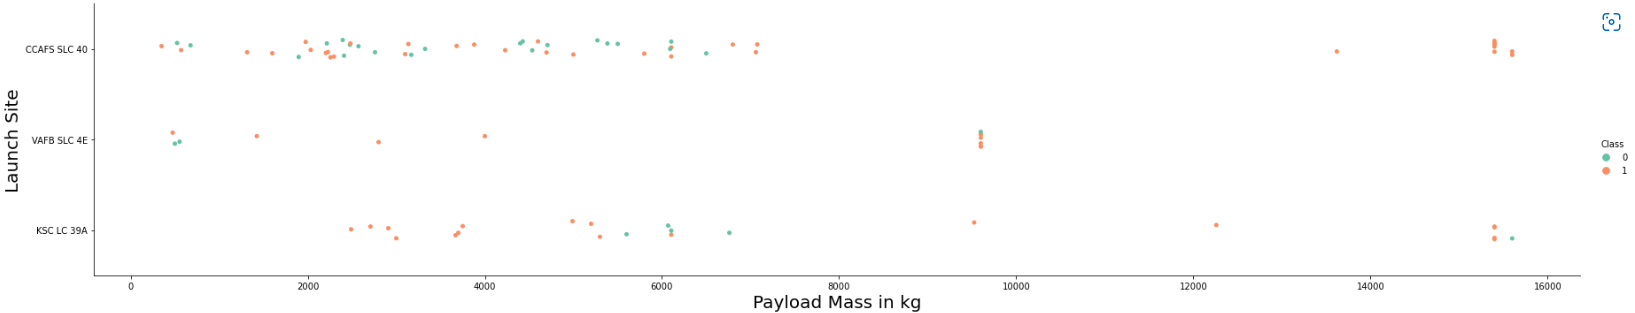 Launch Site
CCAFS SLC 40
VAFB SLC 4E
KSC LC 39A
0
2000
4000
6000
8000
10000
12000
14000
16000
Payload Mass in kg
Class
0
1